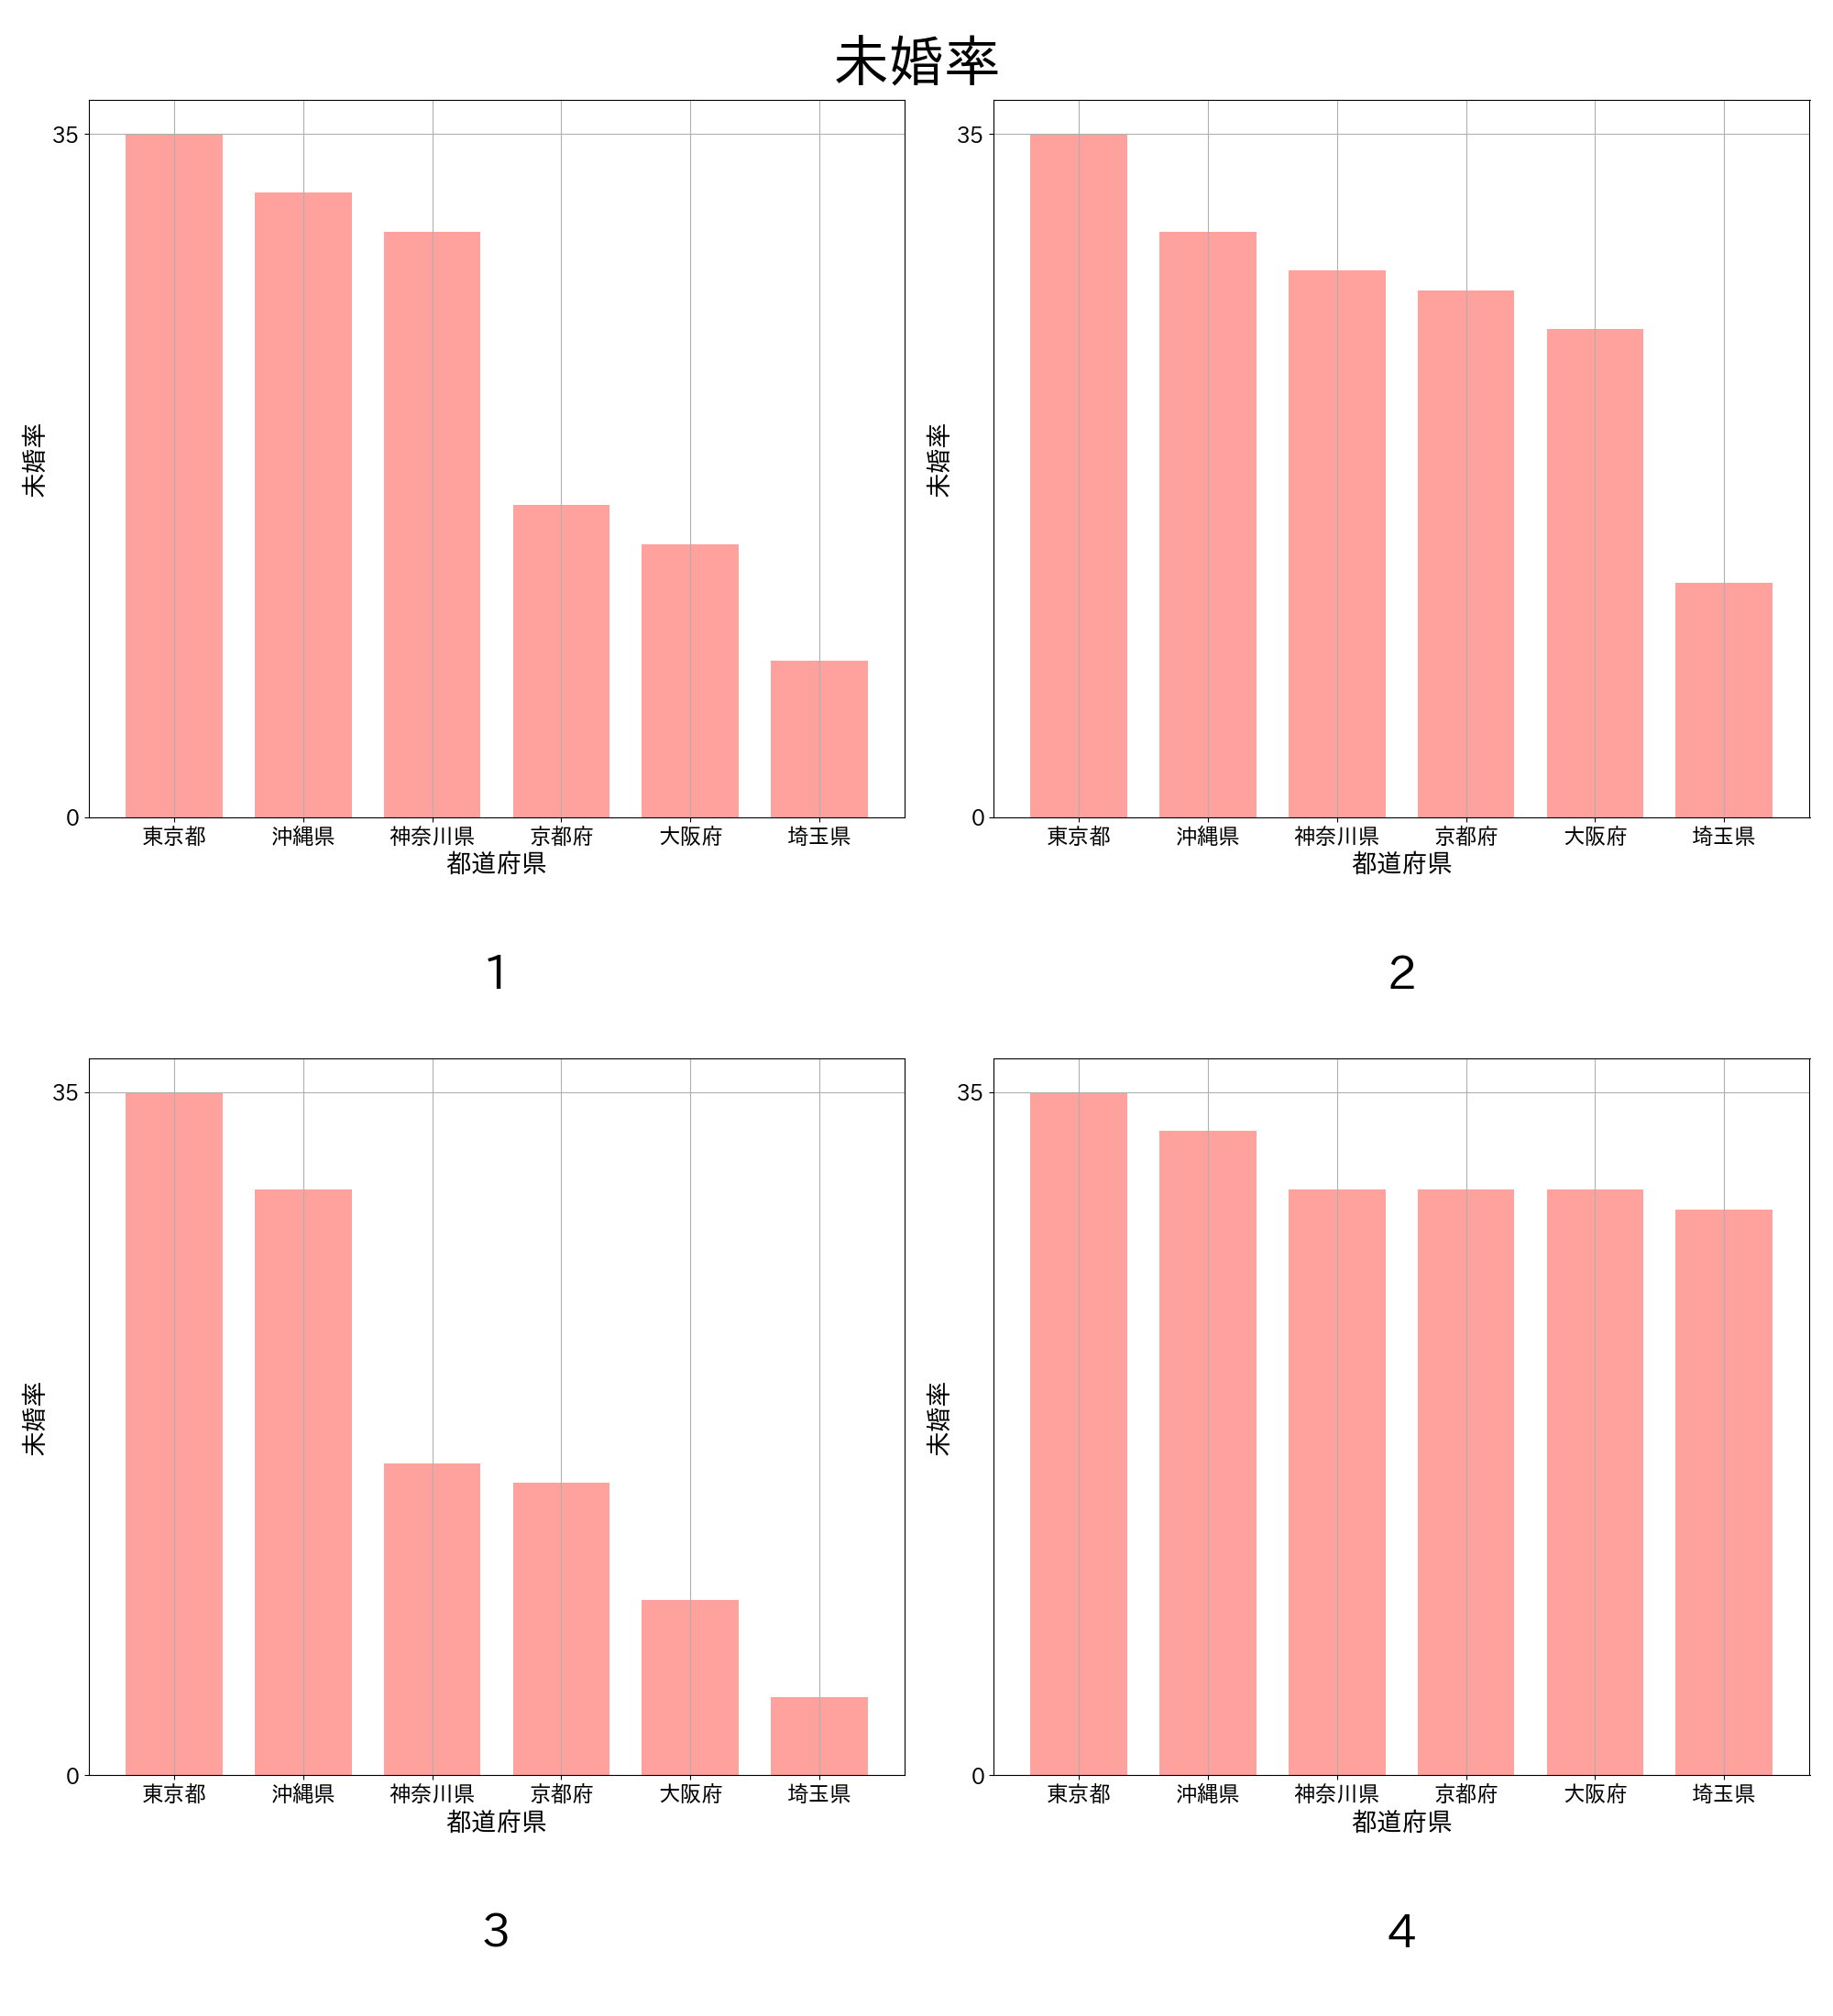 未婚率
35
0
未婚率
東京都 沖縄県 神奈川県 京都府 大阪府 埼玉県
都道府県
1
35
0
未婚率
東京都 沖縄県 神奈川県 京都府 大阪府 埼玉県
都道府県
2
35
0
未婚率
東京都 沖縄県 神奈川県 京都府 大阪府 埼玉県
都道府県
3
35
0
未婚率
東京都 沖縄県 神奈川県 京都府 大阪府 埼玉県
都道府県
4